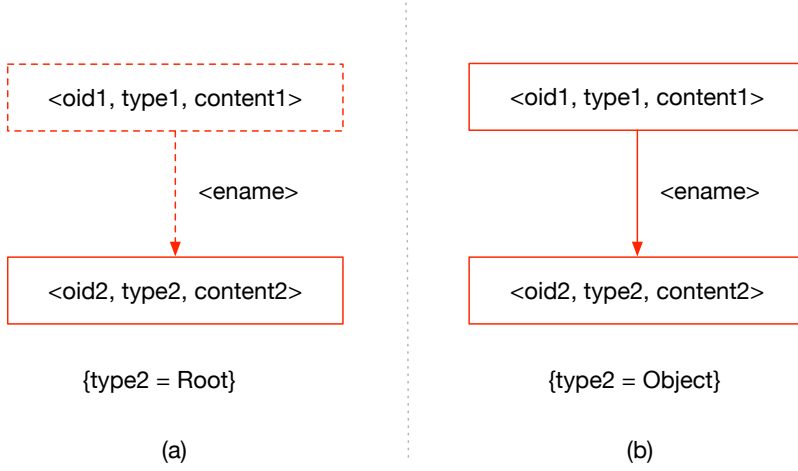 <oid1, type1, content1>
<ename>
<oid2, type2, content2>
{type2 = Root}
(a)
<oid1, type1, content1>
<ename>
<oid2, type2, content2>
{type2 = Object}
(b)